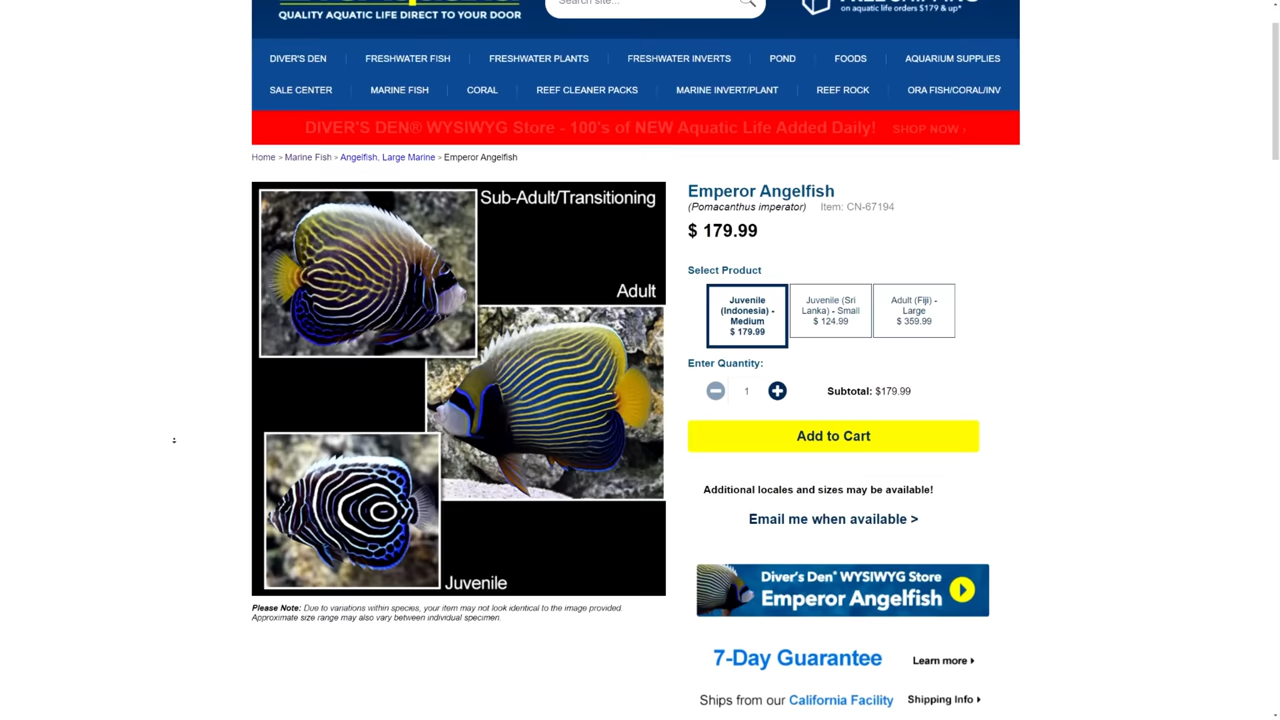 QUALITY AQUATIC LIFE DIRECT TO YOUR DOOR
Search site...
on aquatic life orders $179 & up*
DIVER'S DEN
FRESHWATER FISH
FRESHWATER PLANTS
FRESHWATER INVERTS
POND
FOODS
AQUARIUM SUPPLIES
SALE CENTER
MARINE FISH
CORAL
REEF CLEANER PACKS
MARINE INVERT/PLANT
REEF ROCK
ORA FISH/CORAL/INV
DIVER'S DEN® WYSIWYG Store - 100's of NEW Aquatic Life Added Daily! SHOP NOW ›
Home > Marine Fish > Angelfish, Large Marine > Emperor Angelfish
Sub-Adult/Transitioning
Adult
Juvenile
Please Note: Due to variations within species, your item may not look identical to the image provided.
Approximate size range may also vary between individual specimen.
Emperor Angelfish
(Pomacanthus imperator) Item: CN-67194
$ 179.99
Select Product
Juvenile
(Indonesia) -
Medium
$ 179.99
Juvenile (Sri
Lanka) - Small
$ 124.99
Adult (Fiji) -
Large
$ 359.99
Enter Quantity:
1
Subtotal: $179.99
Add to Cart
Additional locales and sizes may be available!
Email me when available >
Diver's Den® WYSIWYG Store
Emperor Angelfish
7-Day Guarantee Learn more
Ships from our California Facility Shipping Info